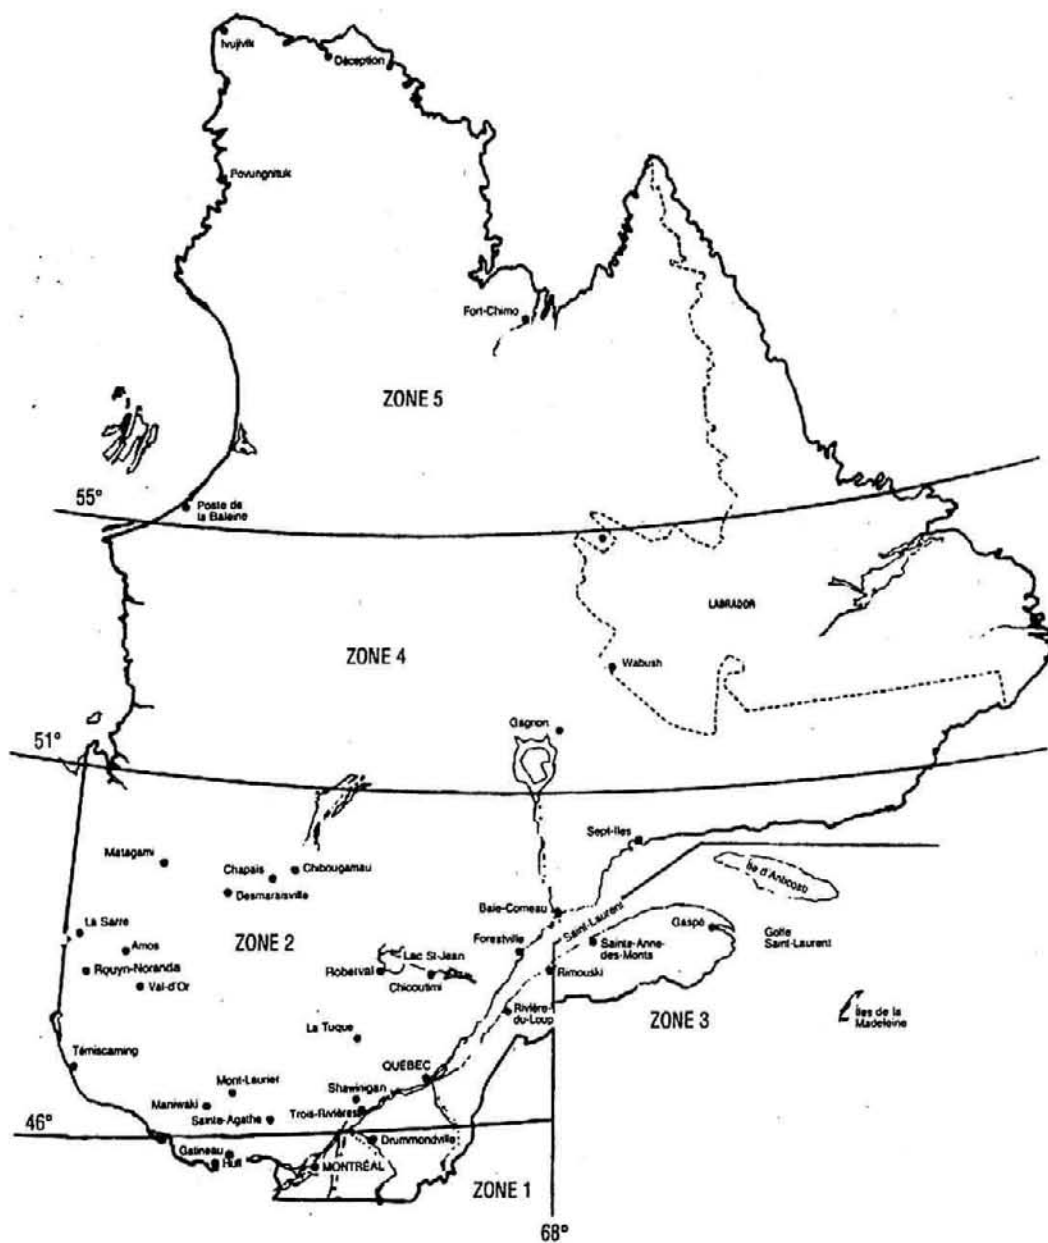 Ivujivik
Déception
Povungnituk
Fort-Chimo
ZONE 5
55°
Poste de
la Baleine
LABRADOR
ZONE 4
Wabush
Gagnon
51°
Sept-Iles
Matagami
Chapais
Chibougamau
Île d'Anticosti
Desmaraisville
Baie-Comeau
Saint-Laurent
La Sarre
Gaspé
Golfe
Saint-Laurent
ZONE 2
Forestville
Sainte-Anne-
des-Monts
Amos
Lac St-Jean
Rouyn-Noranda
Roberval
Rimouski
Chicoutimi
Val-d'Or
Rivière-
du-Loup
ZONE 3
Îles de la
Madeleine
La Tuque
Témiscaming
QUÉBEC
Mont-Laurier
Shawinigan
Maniwaki
Trois-Rivières
Sainte-Agathe
46°
Drummondville
Gatineau
Hull
MONTRÉAL
ZONE 1
68°